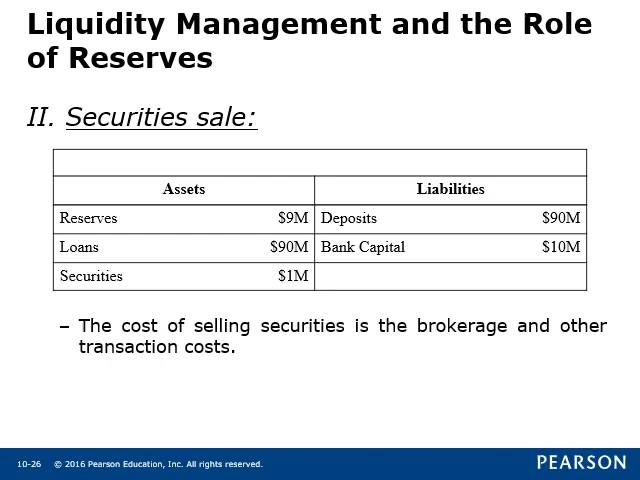 Liquidity Management and the Role
of Reserves
II. Securities sale:
Assets Liabilities
Reserves $9M Deposits $90M
Loans $90M Bank Capital $10M
Securities $1M
– The cost of selling securities is the brokerage and other
transaction costs.
10-26 © 2016 Pearson Education, Inc. All rights reserved. PEARSON